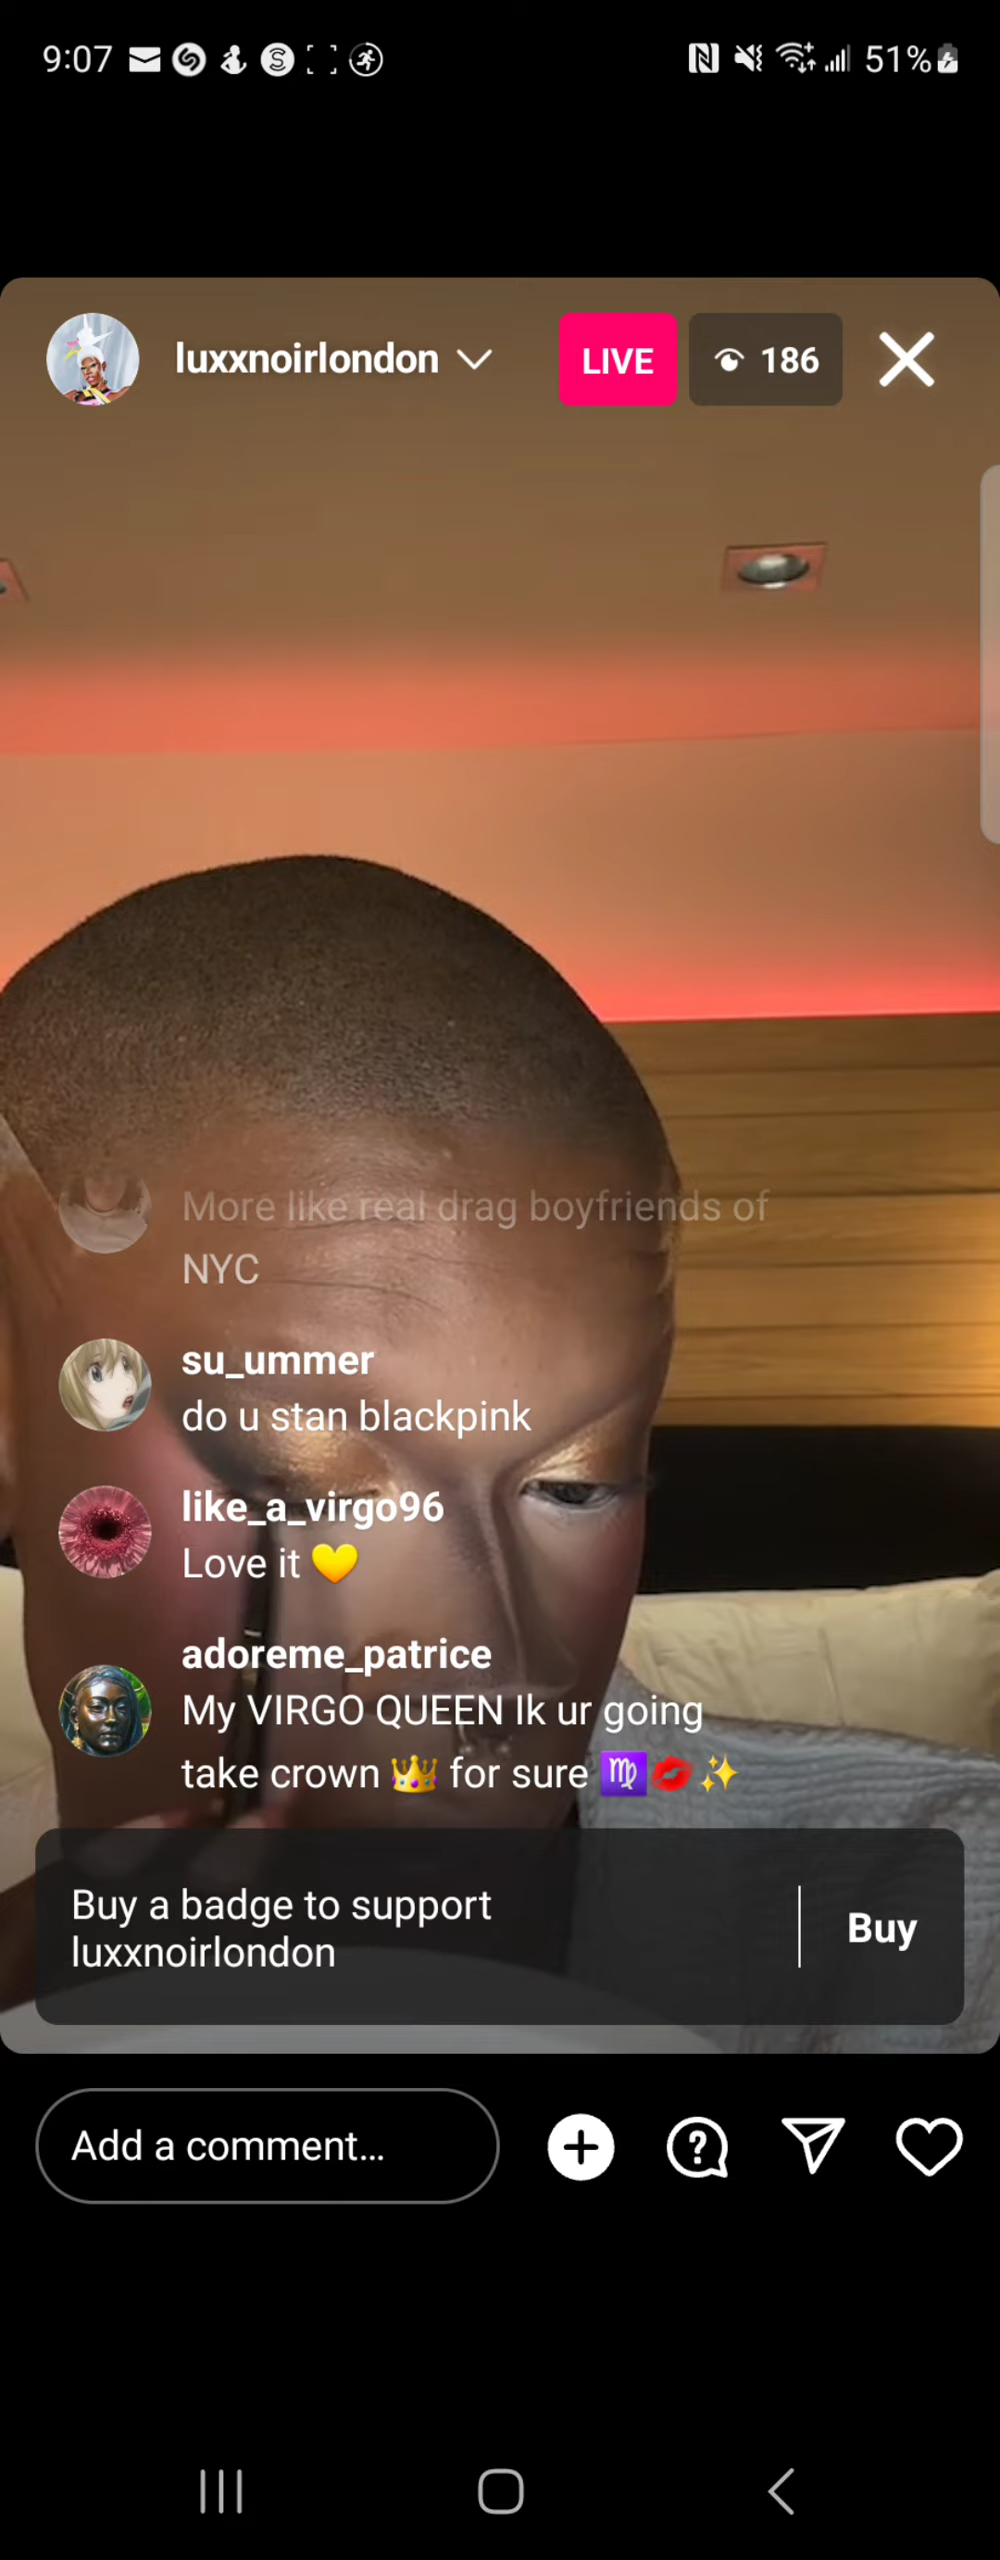 9:07 51%
luxxnoirlondon LIVE 186
More like real drag boyfriends of
NYC
su_ummer
do u stan blackpink
like_a_virgo96
Love it 💛
adoreme_patrice
My VIRGO QUEEN Ik ur going
take crown 👑 for sure ♍💋✨
Buy a badge to support
luxxnoirlondon
Buy
Add a comment...